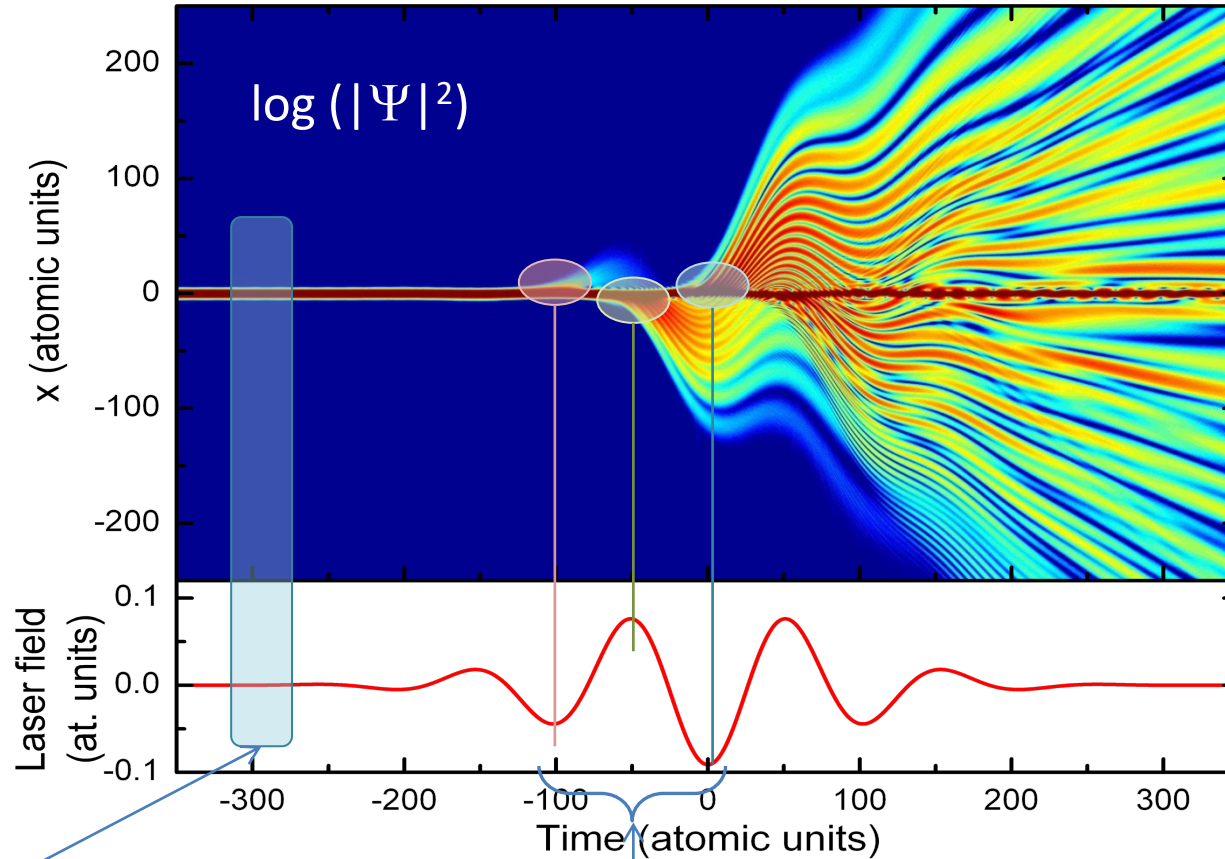 200
100
0
-100
-200
x (atomic units)
log (|Ψ|²)
0.1
0.0
-0.1
Laser field
(at. units)
-300 -200 -100 0 100 200 300
Time (atomic units)